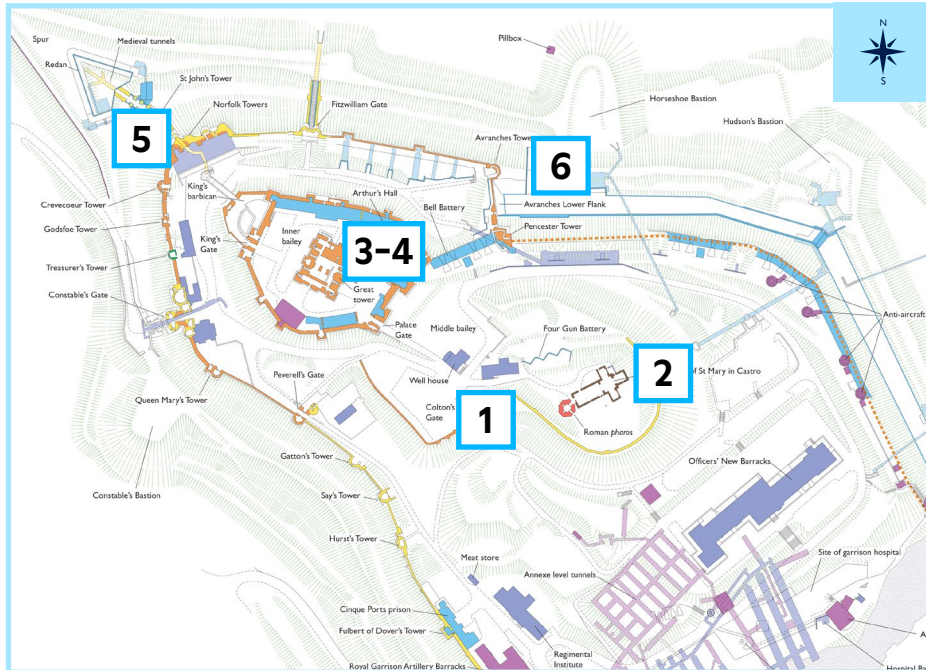 N
S
Spur
Medieval tunnels
Redan
St John's Tower
Norfolk Towers
Fitzwilliam Gate
Pillbox
Horseshoe Bastion
Hudson's Bastion
5
6
Avranches Tower
Avranches Lower Flank
Pencester Tower
King's
barbican
Arthur's Hall
Bell Battery
Crevecoeur Tower
Godsfoe Tower
King's
Gate
Inner
bailey
3-4
Great
tower
Treasurer's Tower
Constable's Gate
Palace
Gate
Middle bailey
Four Gun Battery
Anti-aircraft
Well house
2
of St Mary in Castro
Queen Mary's Tower
Peverell's Gate
Colton's
Gate
1
Roman pharos
Constable's Bastion
Gatton's Tower
Say's Tower
Hurst's Tower
Officers' New Barracks
Meat store
Annexe level tunnels
Site of garrison hospital
Cinque Ports prison
Fulbert of Dover's Tower
Regimental
Institute
Royal Garrison Artillery Barracks
A
Hospital Ba